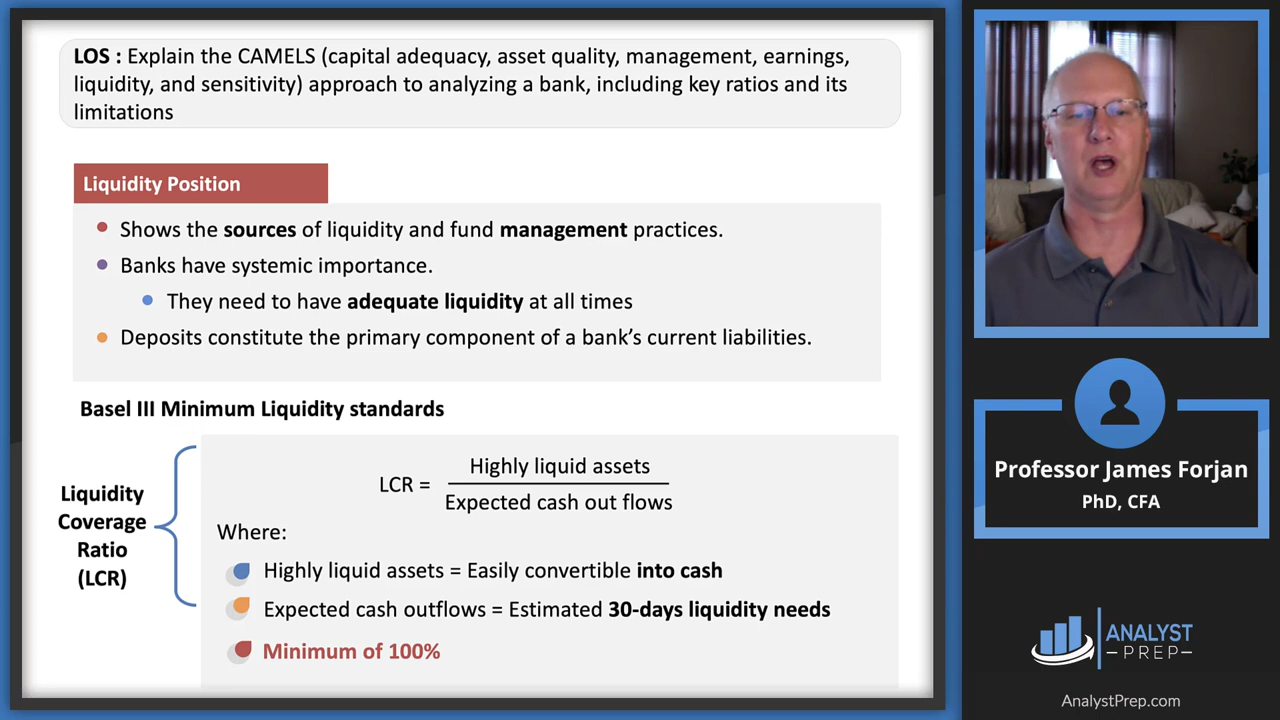 LOS : Explain the CAMELS (capital adequacy, asset quality, management, earnings,
liquidity, and sensitivity) approach to analyzing a bank, including key ratios and its
limitations
Liquidity Position
Shows the sources of liquidity and fund management practices.
Banks have systemic importance.
They need to have adequate liquidity at all times
Deposits constitute the primary component of a bank's current liabilities.
Basel III Minimum Liquidity standards
Liquidity
Coverage
Ratio
(LCR)
LCR =
Highly liquid assets
Expected cash out flows
Where:
Highly liquid assets = Easily convertible into cash
Expected cash outflows = Estimated 30-days liquidity needs
Minimum of 100%
Professor James Forjan
PhD, CFA
ANALYST
PREP
AnalystPrep.com